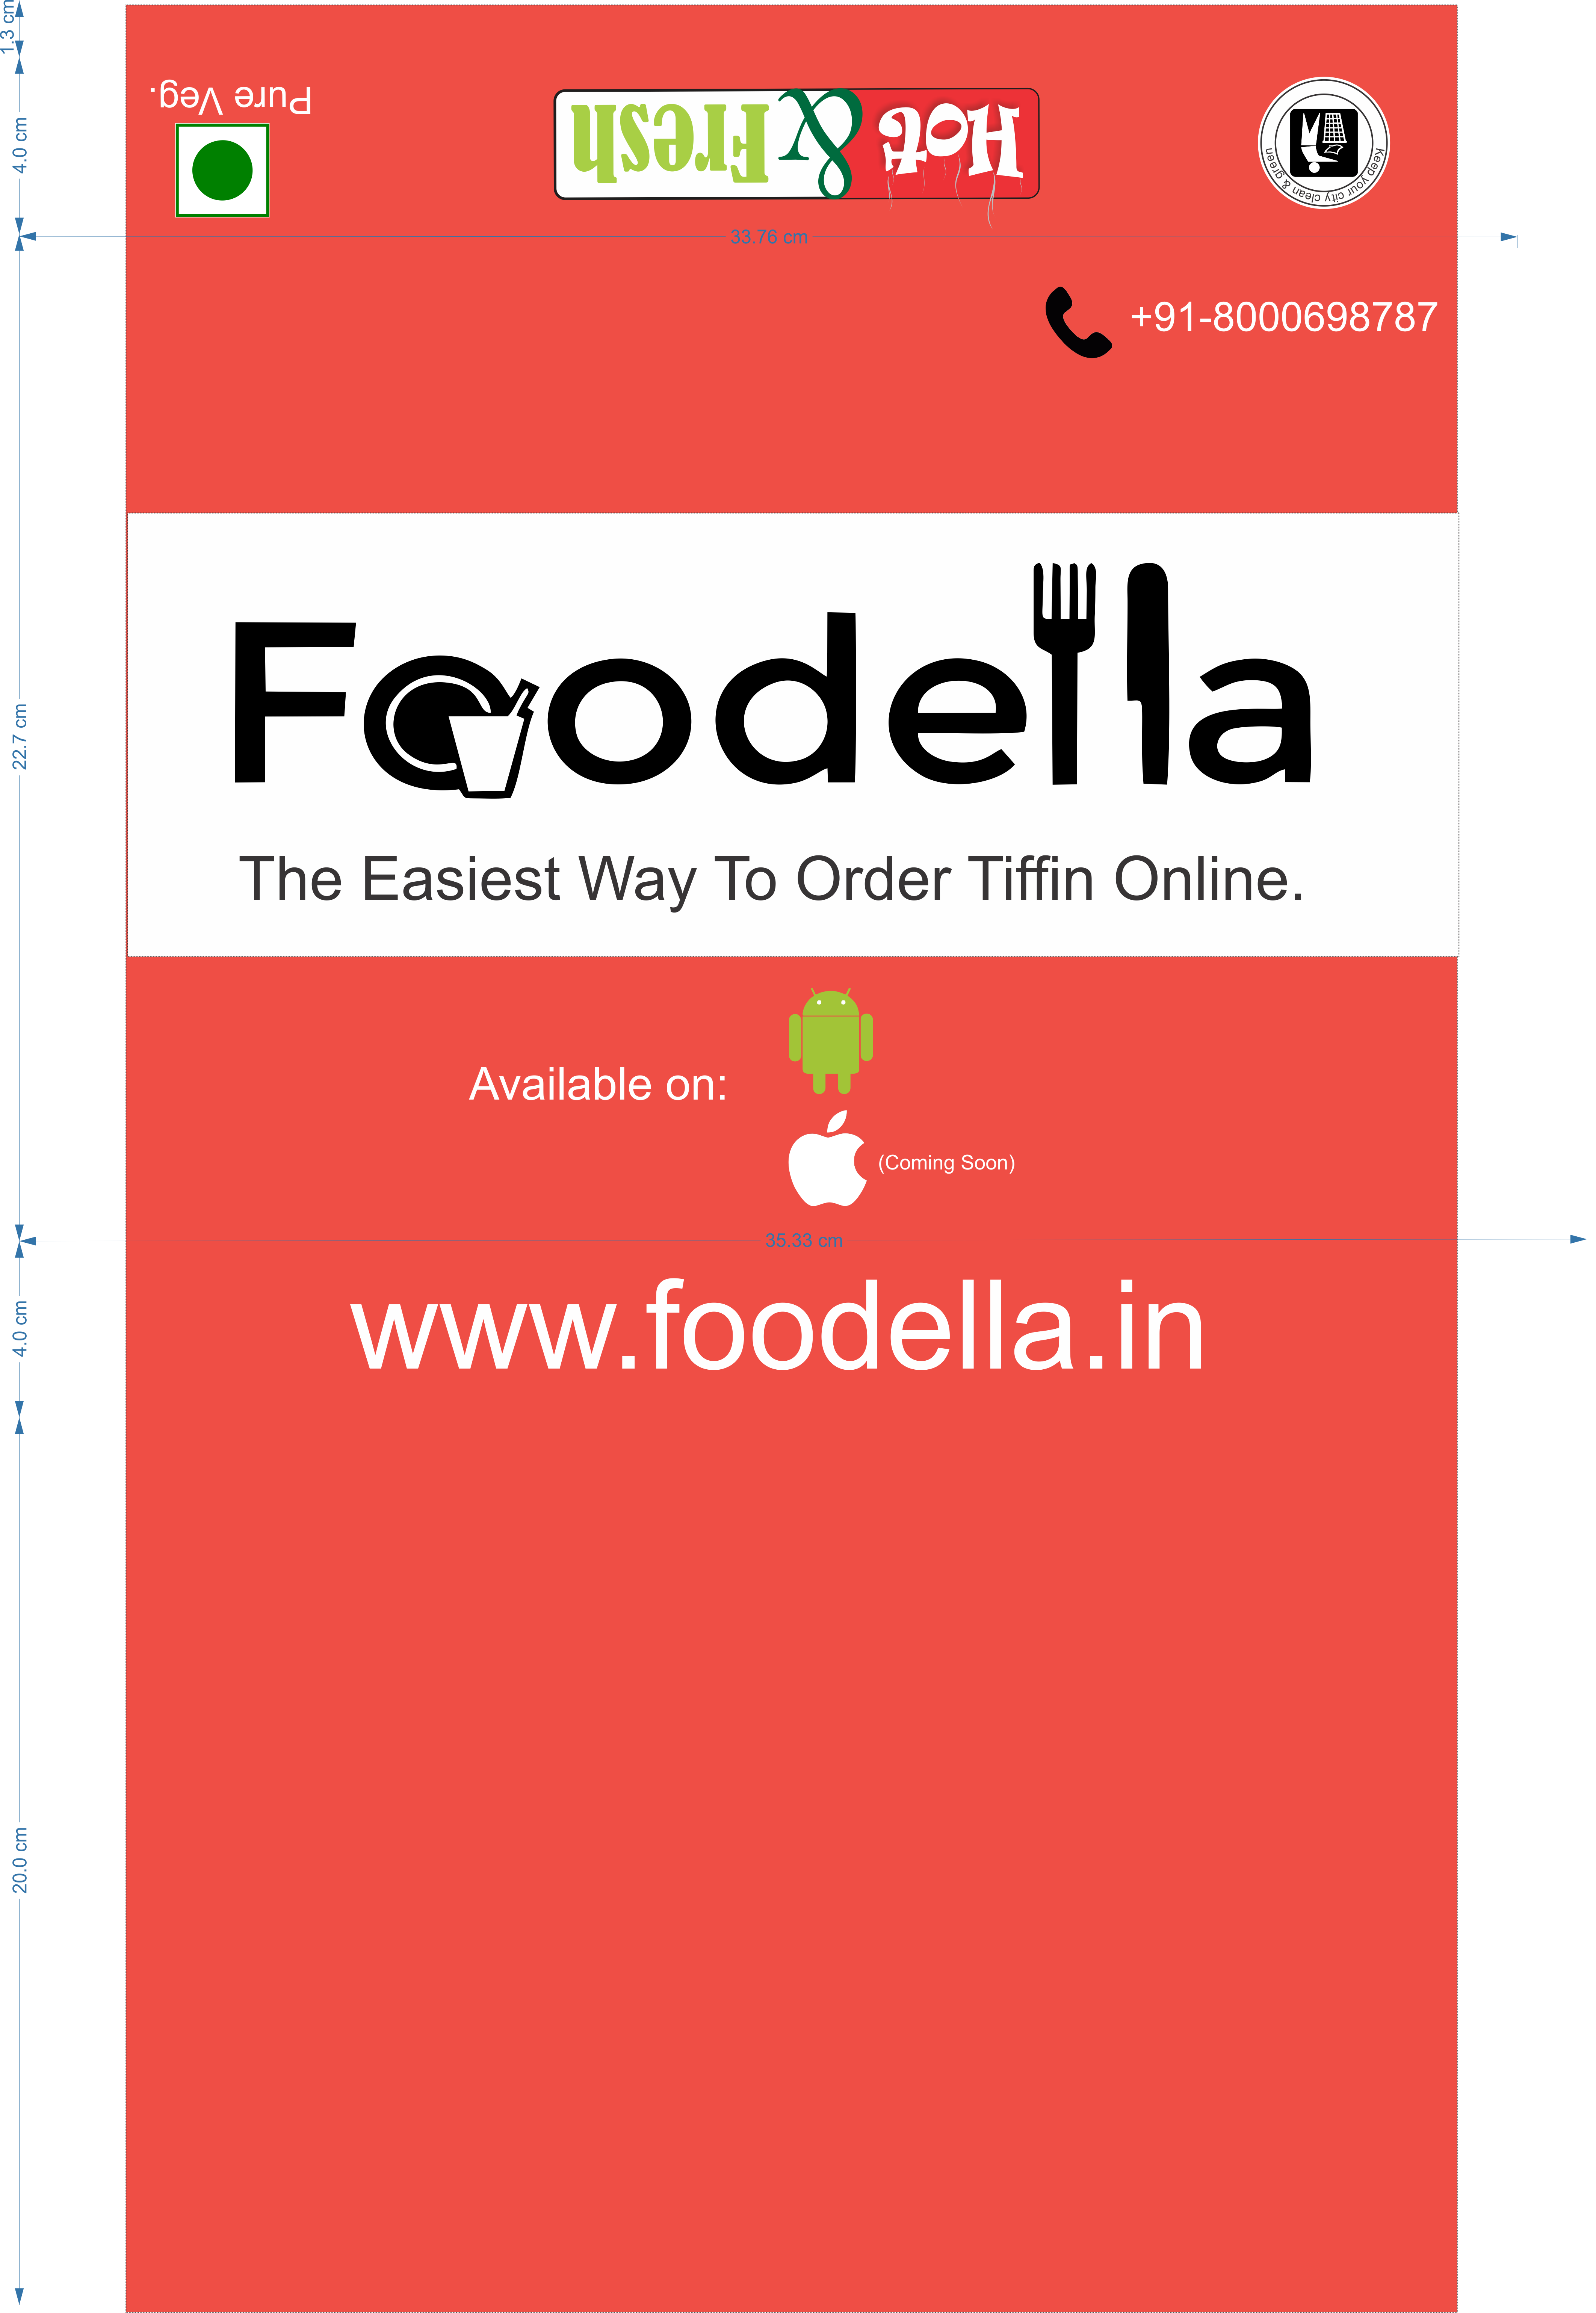 1.3 cm
Pure Veg.
Hot & Fresh
Keep your city clean & green
4.0 cm
33.76 cm
+91-8000698787
Foodella
22.7 cm
The Easiest Way To Order Tiffin Online.
Available on:
(Coming Soon)
35.33 cm
4.0 cm
www.foodella.in
20.0 cm